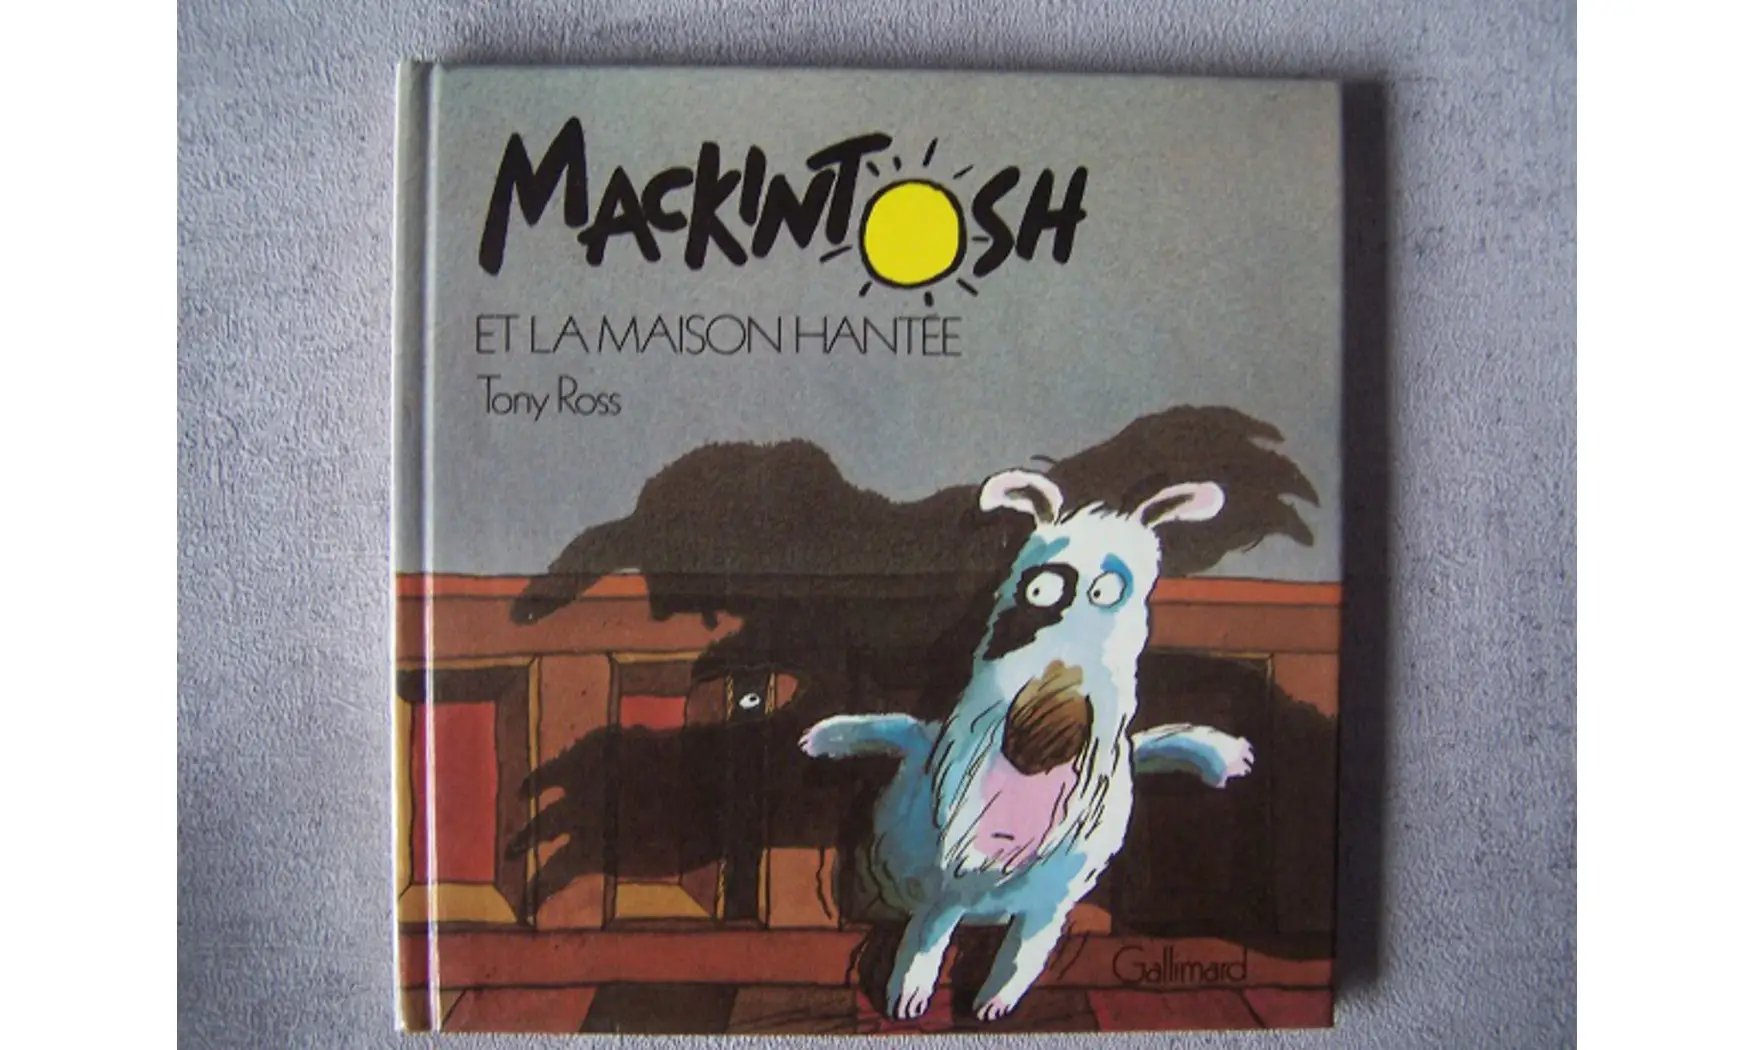 MACKINTOSH
ET LA MAISON HANTÉE
Tony Ross
Gallimard